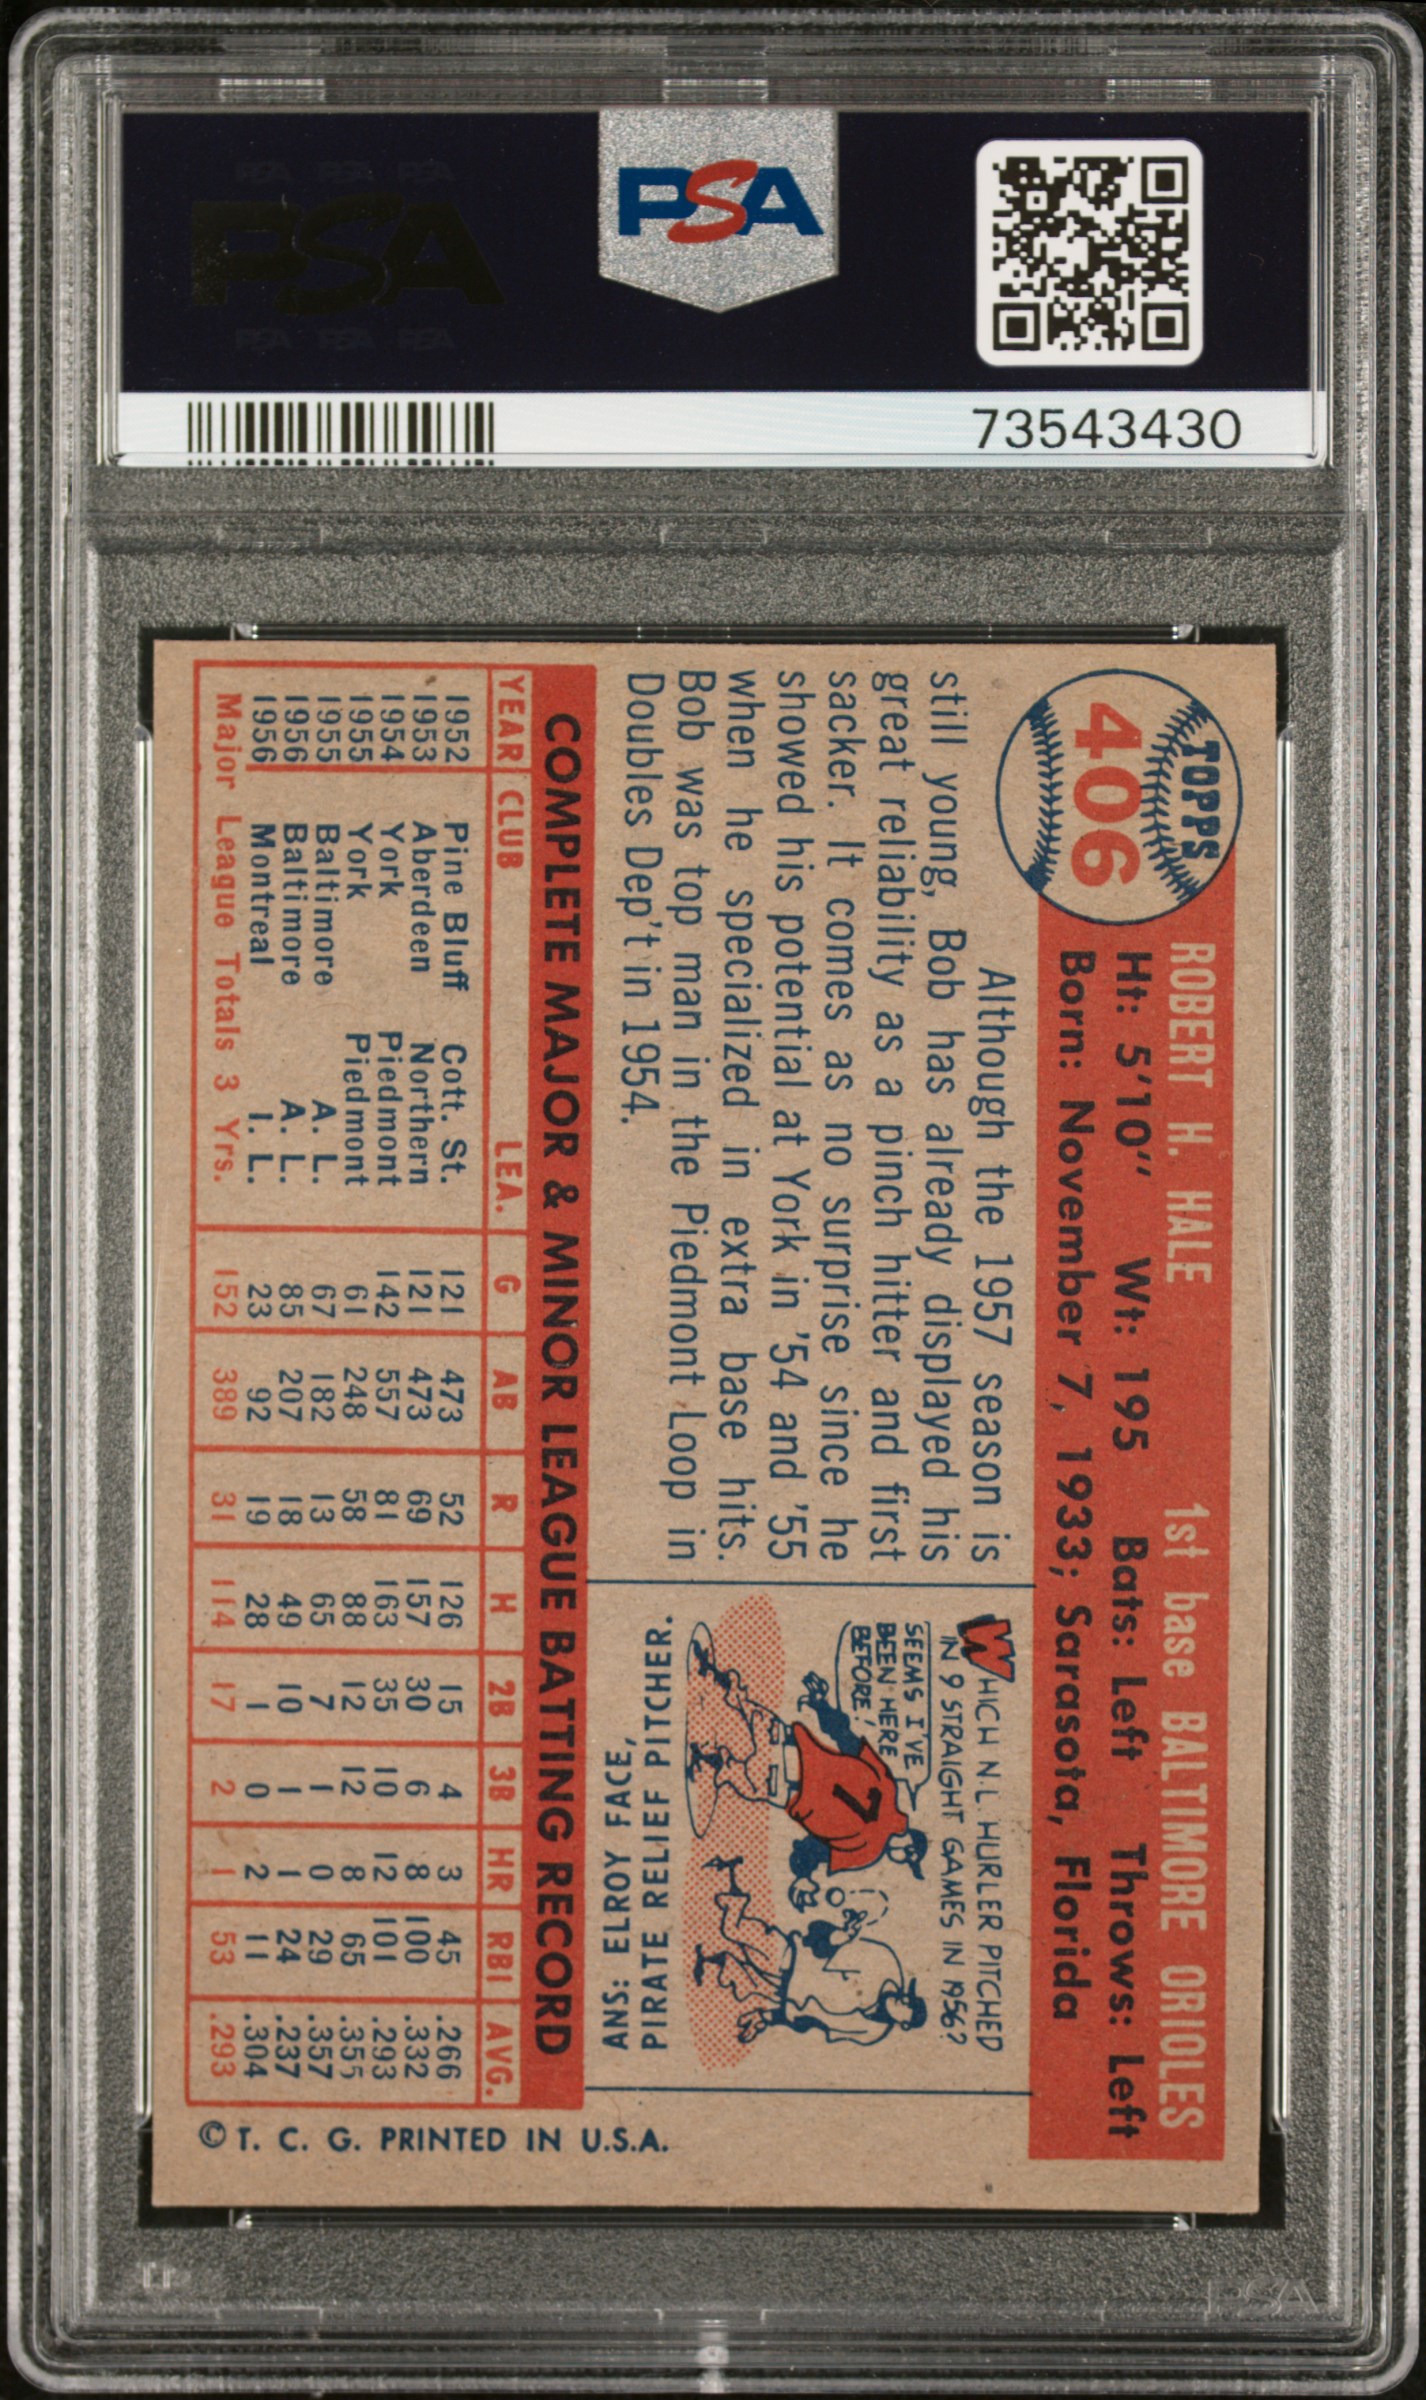 PSA
PSA PSA PSA
PSA
PSA PSA PSA
73543430
TOPPS
406
ROBERT H. HALE 1st base BALTIMORE ORIOLES
Ht: 5'10" Wt: 195 Bats: Left Throws: Left
Born: November 7, 1933; Sarasota, Florida
Although the 1957 season is
still young, Bob has already displayed his
great reliability as a pinch hitter and first
sacker. It comes as no surprise since he
showed his potential at York in '54 and '55
when he specialized in extra base hits.
Bob was top man in the Piedmont Loop in
Doubles Dep't in 1954.
WHICH N.L. HURLER PITCHED
IN 9 STRAIGHT GAMES IN 1956?
SEEMS I'VE
BEEN HERE
BEFORE!
7
ANS: ELROY FACE,
PIRATE RELIEF PITCHER.
COMPLETE MAJOR & MINOR LEAGUE BATTING RECORD
YEAR CLUB LEA. G AB R H 2B 3B HR RBI AVG.
1952 Pine Bluff Cott. St. 121 473 52 126 15 4 3 45 .266
1953 Aberdeen Northern 121 473 69 157 30 6 8 100 .332
1954 York Piedmont 142 557 81 163 35 10 12 101 .293
1955 York Piedmont 61 248 58 88 12 12 8 65 .355
1955 Baltimore A. L. 67 182 13 65 7 1 0 29 .357
1956 Baltimore A. L. 85 207 18 49 10 1 1 24 .237
1956 Montreal I. L. 23 92 19 28 1 0 2 11 .304
Major League Totals 3 Yrs. 152 389 31 114 17 2 1 53 .293
© T. C. G. PRINTED IN U.S.A.
PSA